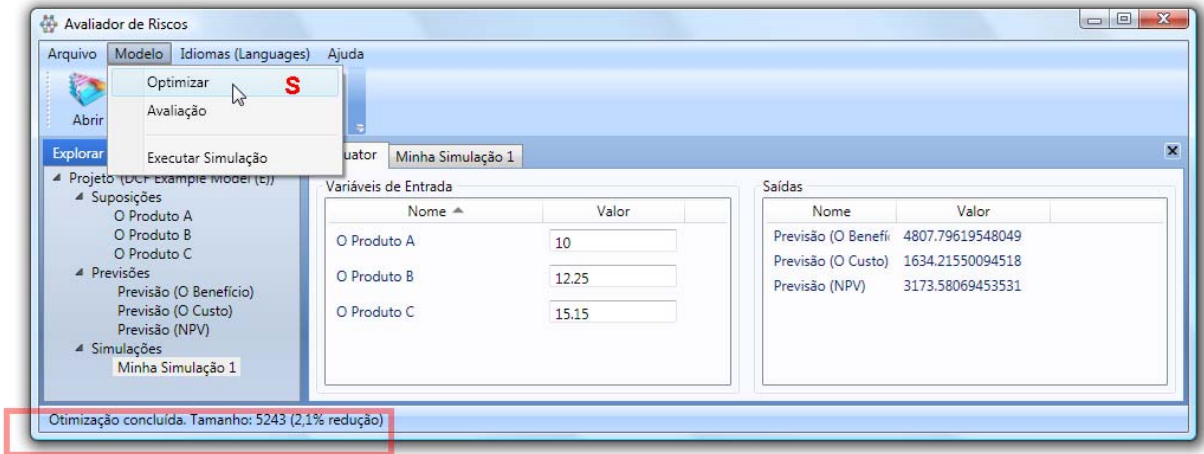 Avaliador de Riscos
Arquivo Modelo Idiomas (Languages) Ajuda
Optimizar S
Avaliação
Executar Simulação
Abrir
Explorar
Projeto (DCF Example Model (E))
Suposições
O Produto A
O Produto B
O Produto C
Previsões
Previsão (O Benefício)
Previsão (O Custo)
Previsão (NPV)
Simulações
Minha Simulação 1
uator Minha Simulação 1
Variáveis de Entrada
Nome Valor
O Produto A 10
O Produto B 12.25
O Produto C 15.15
Saídas
Nome Valor
Previsão (O Benefí 4807.79619548049
Previsão (O Custo) 1634.21550094518
Previsão (NPV) 3173.58069453531
Otimização concluída. Tamanho: 5243 (2,1% redução)